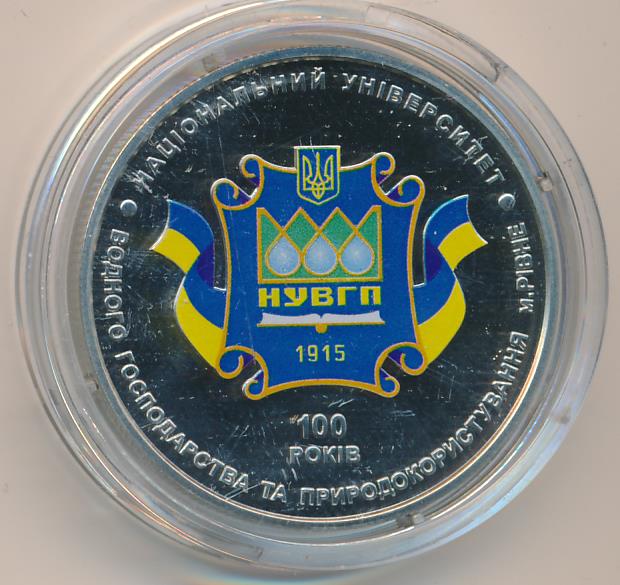 НАЦІОНАЛЬНИЙ УНІВЕРСИТЕТ
ВОДНОГО ГОСПОДАРСТВА ТА ПРИРОДОКОРИСТУВАННЯ М.РІВНЕ
НУВГП
1915
100
РОКІВ